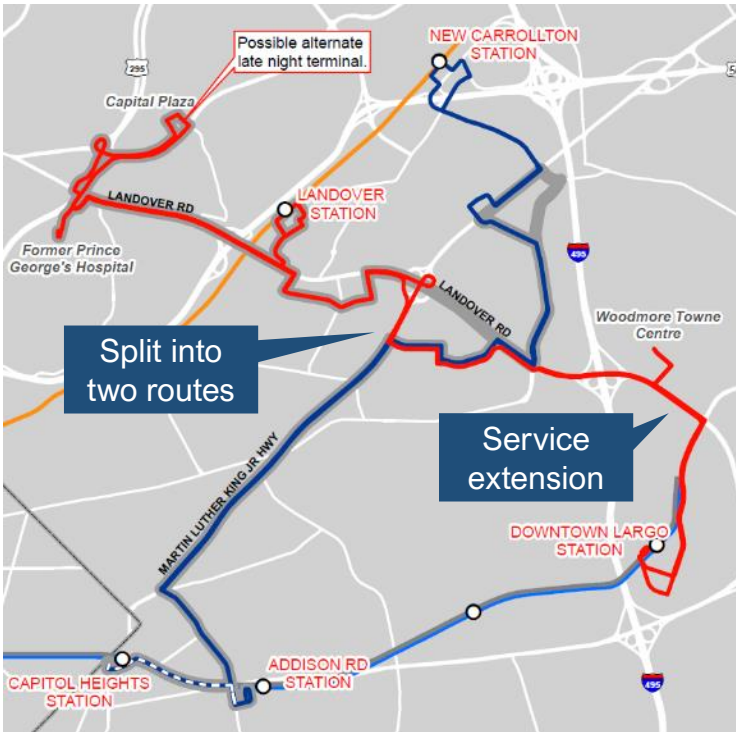 NEW CARROLLTON
STATION
Possible alternate
late night terminal.
295
5
Capital Plaza
LANDOVER RD
LANDOVER
STATION
Former Prince
George's Hospital
495
LANDOVER RD
Woodmore Towne
Centre
Split into
two routes
Service
extension
MARTIN LUTHER KING JR HWY
DOWNTOWN LARGO
STATION
ADDISON RD
STATION
CAPITOL HEIGHTS
STATION
495